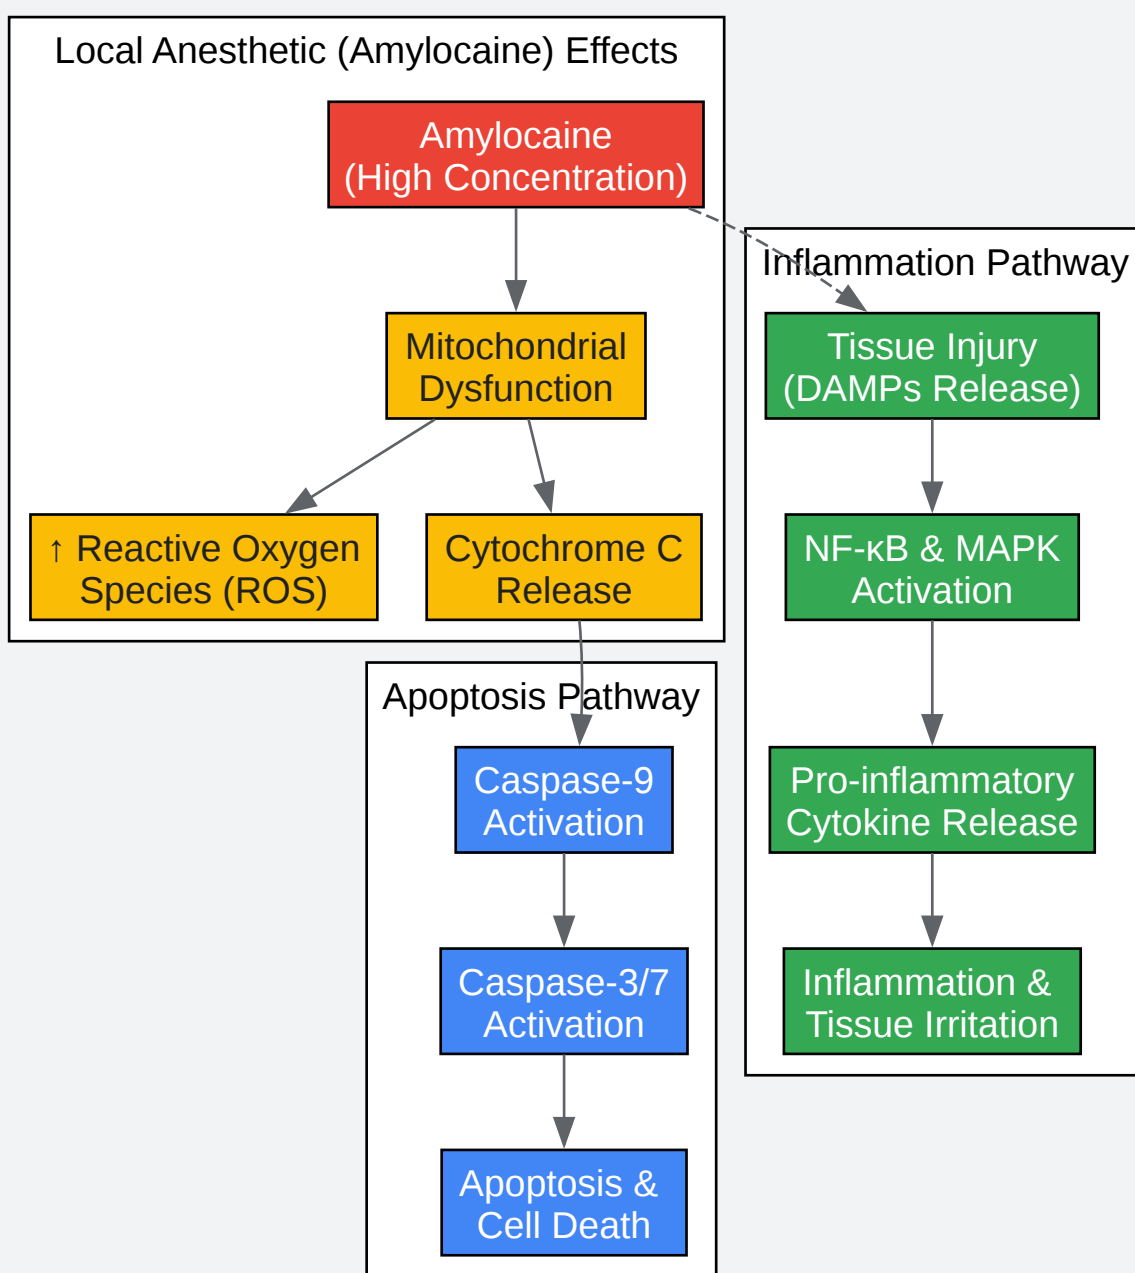 Local Anesthetic (Amylocaine) Effects
Amylocaine
(High Concentration)
Mitochondrial
Dysfunction
↑ Reactive Oxygen
Species (ROS)
Cytochrome C
Release
Apoptosis Pathway
Caspase-9
Activation
Caspase-3/7
Activation
Apoptosis &
Cell Death
Inflammation Pathway
Tissue Injury
(DAMPs Release)
NF-κB & MAPK
Activation
Pro-inflammatory
Cytokine Release
Inflammation &
Tissue Irritation